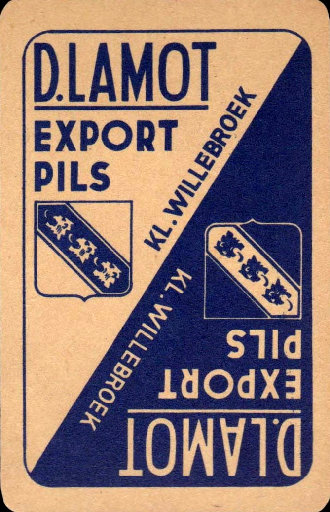 D.LAMOT
EXPORT
PILS
KL. WILLEBROEK
KL. WILLEBROEK
PILS
EXPORT
D.LAMOT